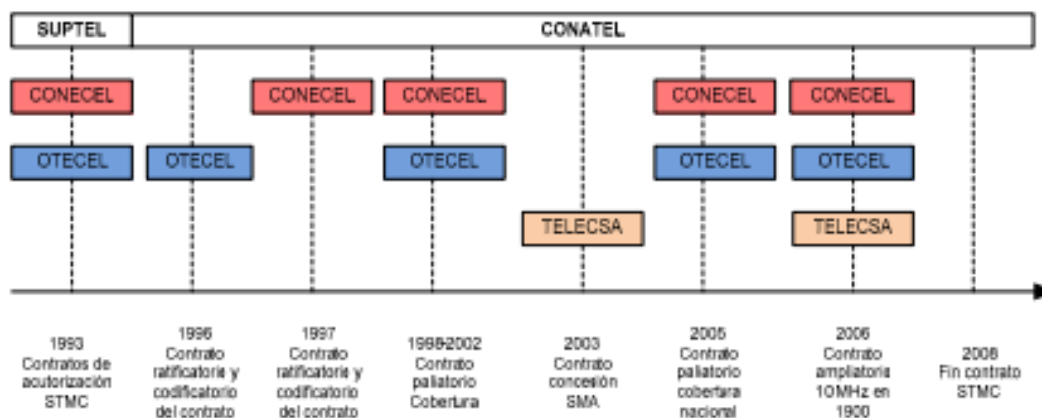 SUPTEL CONATEL
CONECEL CONECEL CONECEL CONECEL CONECEL
OTECEL OTECEL OTECEL OTECEL OTECEL
TELECSA TELECSA
1993
Contratos de
acutorización
STMC
1996
Contrato
ratificatorie y
codificatorio
del contrato
1997
Contrato
ratificatorio y
codificatorio
del contrato
1998-2002
Contrato
paliatorio
Cobertura
2003
Contrato
concesión
SMA
2005
Contrato
paliatorio
cobertura
nacional
2006
Contrato
ampliatorie
10MHz en
1900
2008
Fin contrato
STMC